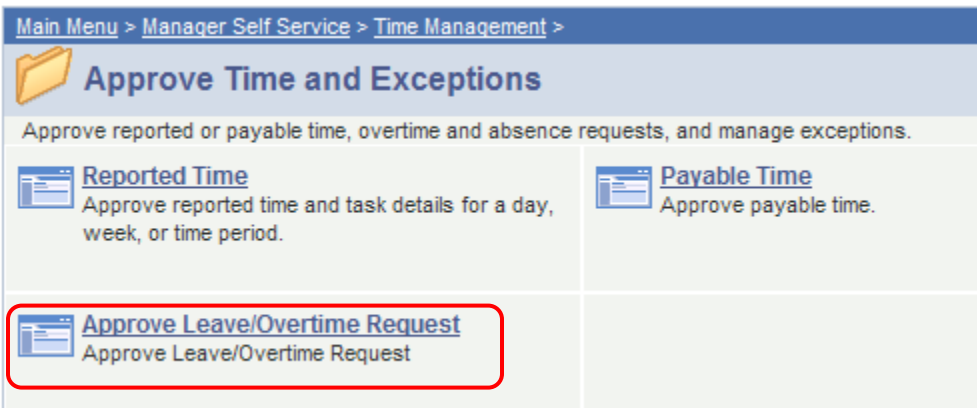 Main Menu > Manager Self Service > Time Management >
Approve Time and Exceptions
Approve reported or payable time, overtime and absence requests, and manage exceptions.
Reported Time
Approve reported time and task details for a day,
week, or time period.
Payable Time
Approve payable time.
Approve Leave/Overtime Request
Approve Leave/Overtime Request